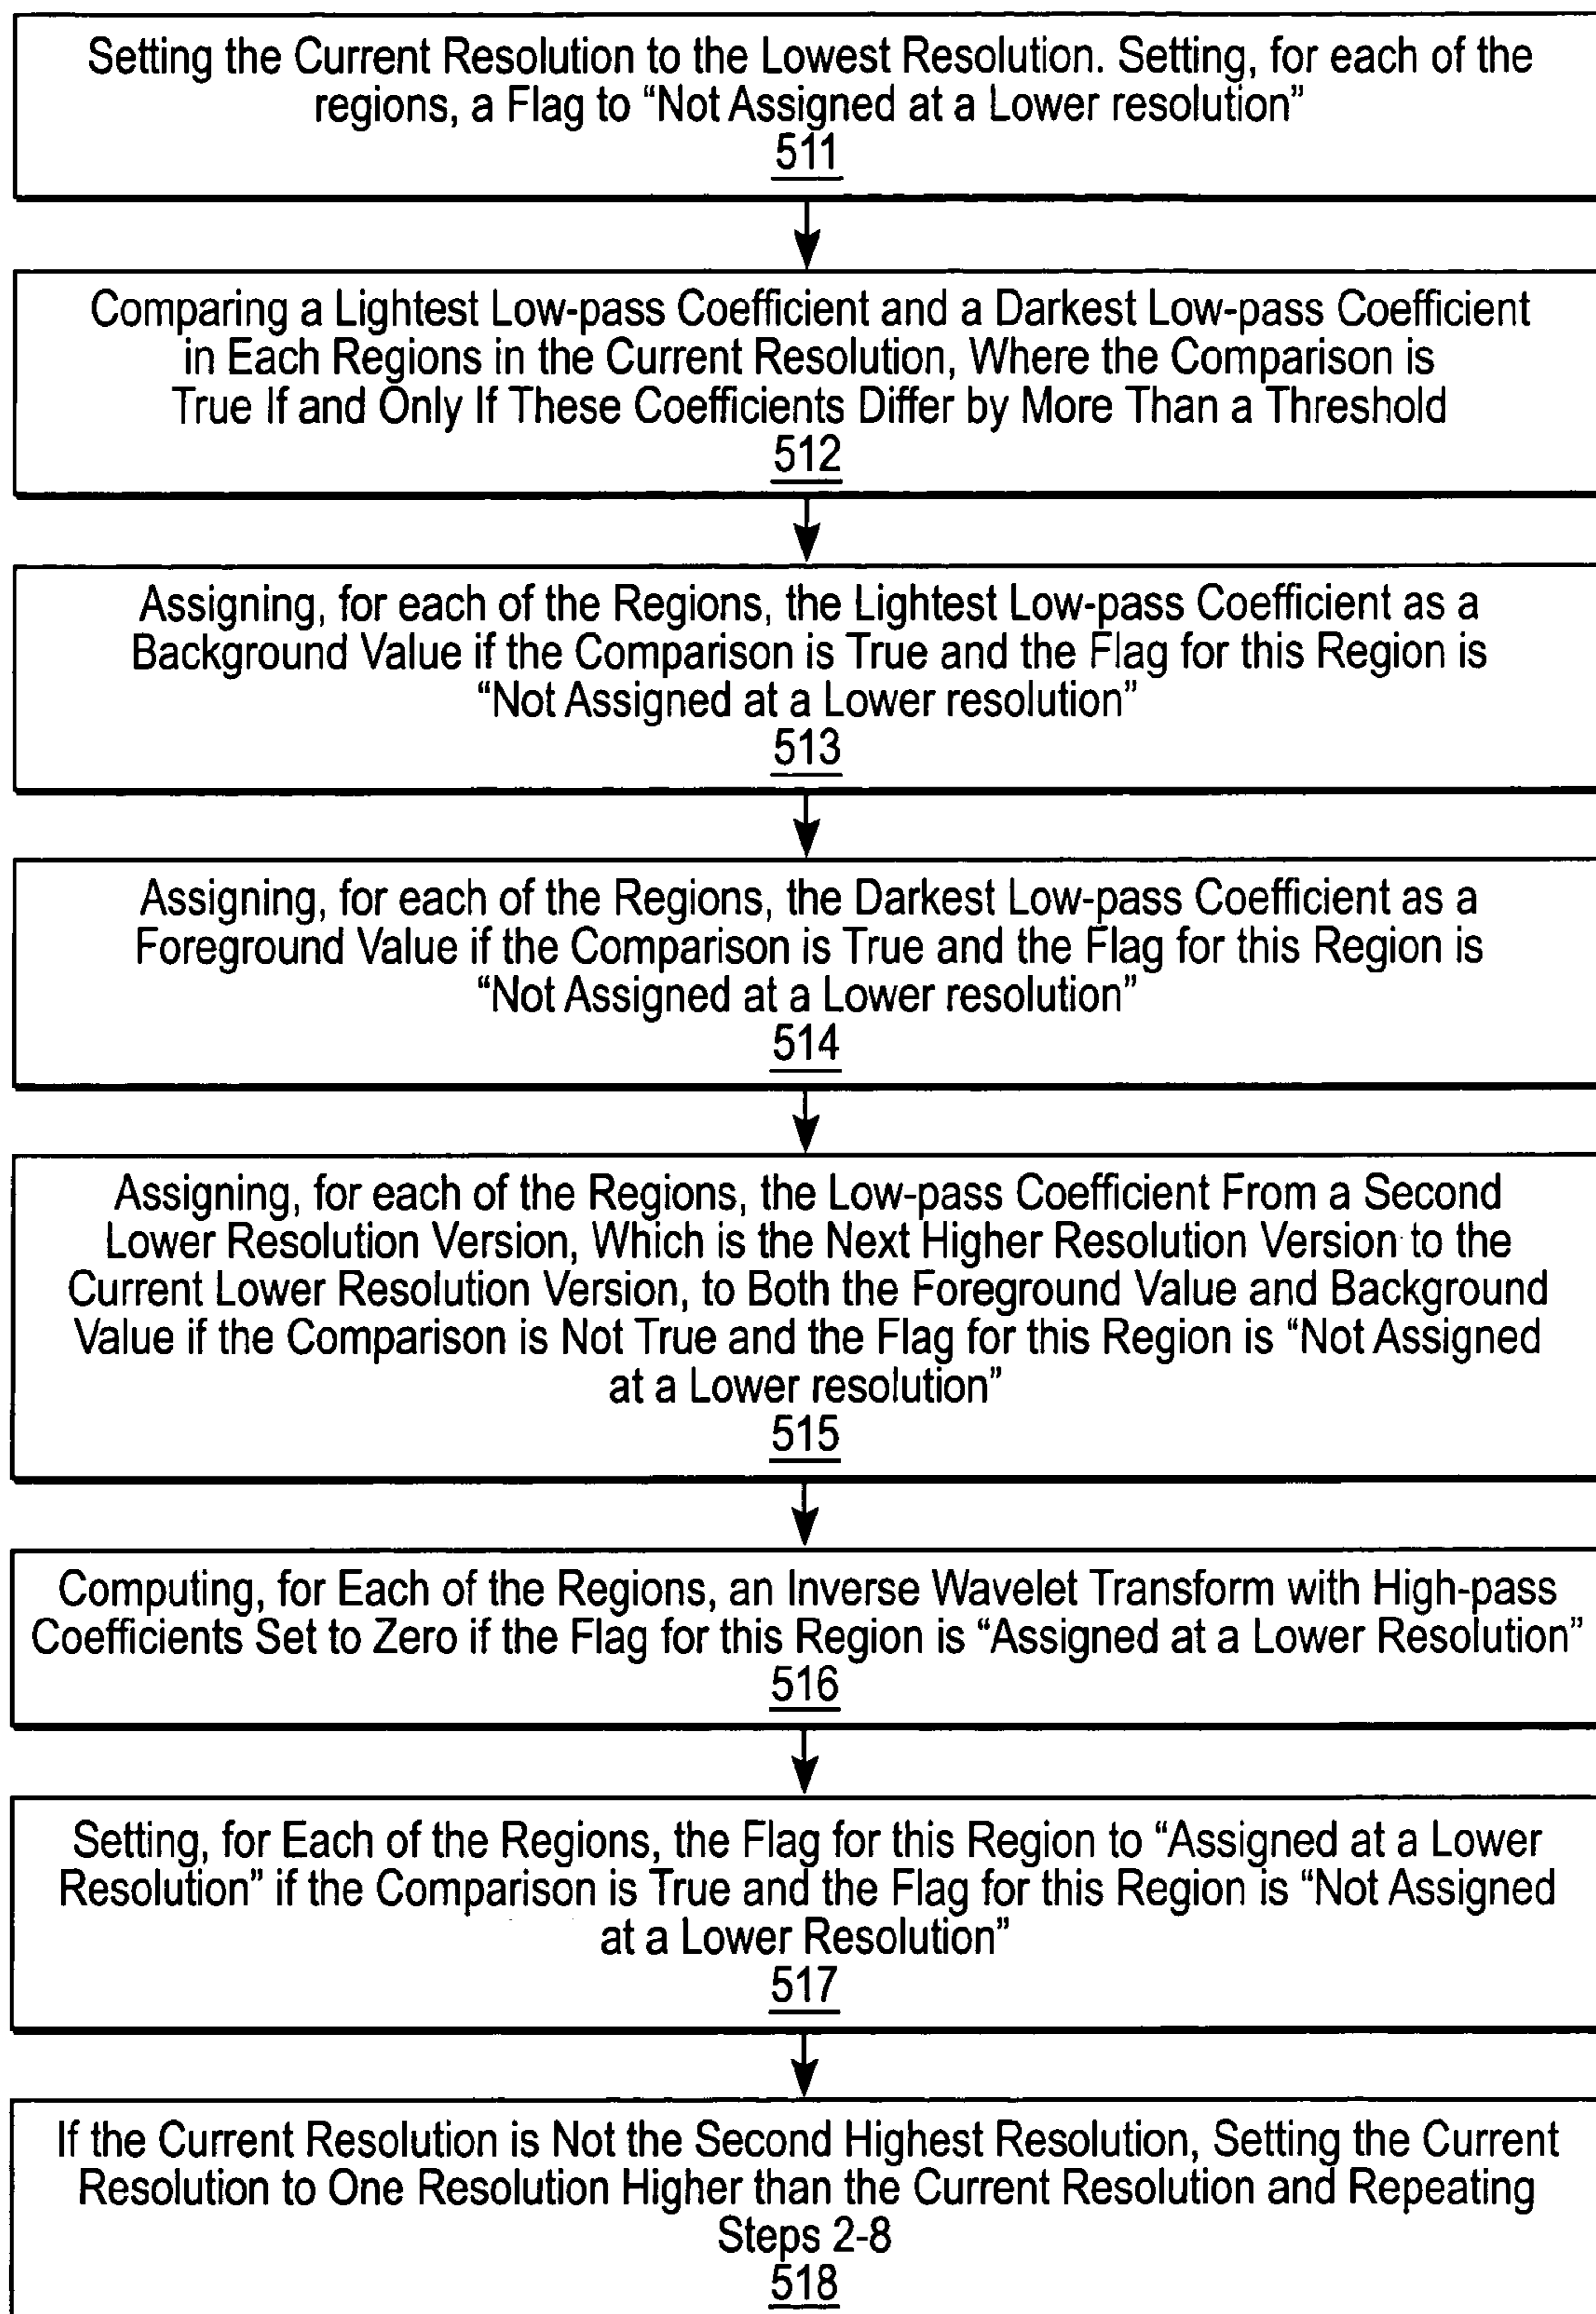 Setting the Current Resolution to the Lowest Resolution. Setting, for each of the
regions, a Flag to “Not Assigned at a Lower resolution”
511
Comparing a Lightest Low-pass Coefficient and a Darkest Low-pass Coefficient
in Each Regions in the Current Resolution, Where the Comparison is
True If and Only If These Coefficients Differ by More Than a Threshold
512
Assigning, for each of the Regions, the Lightest Low-pass Coefficient as a
Background Value if the Comparison is True and the Flag for this Region is
“Not Assigned at a Lower resolution”
513
Assigning, for each of the Regions, the Darkest Low-pass Coefficient as a
Foreground Value if the Comparison is True and the Flag for this Region is
“Not Assigned at a Lower resolution”
514
Assigning, for each of the Regions, the Low-pass Coefficient From a Second
Lower Resolution Version, Which is the Next Higher Resolution Version to the
Current Lower Resolution Version, to Both the Foreground Value and Background
Value if the Comparison is Not True and the Flag for this Region is “Not Assigned
at a Lower resolution”
515
Computing, for Each of the Regions, an Inverse Wavelet Transform with High-pass
Coefficients Set to Zero if the Flag for this Region is “Assigned at a Lower Resolution”
516
Setting, for Each of the Regions, the Flag for this Region to “Assigned at a Lower
Resolution” if the Comparison is True and the Flag for this Region is “Not Assigned
at a Lower Resolution”
517
If the Current Resolution is Not the Second Highest Resolution, Setting the Current
Resolution to One Resolution Higher than the Current Resolution and Repeating
Steps 2-8
518